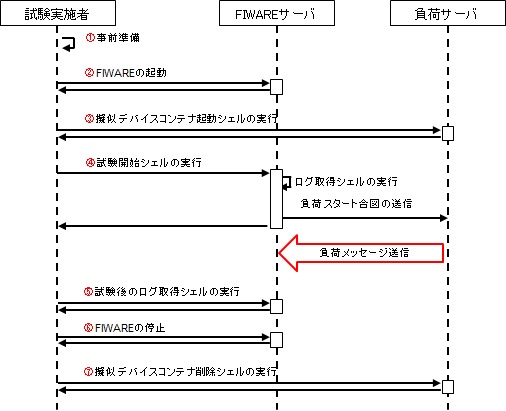 試験実施者
FIWAREサーバ
負荷サーバ
①事前準備
②FIWAREの起動
③擬似デバイスコンテナ起動シェルの実行
④試験開始シェルの実行
ログ取得シェルの実行
負荷スタート合図の送信
負荷メッセージ送信
⑤試験後のログ取得シェルの実行
⑥FIWAREの停止
⑦擬似デバイスコンテナ削除シェルの実行